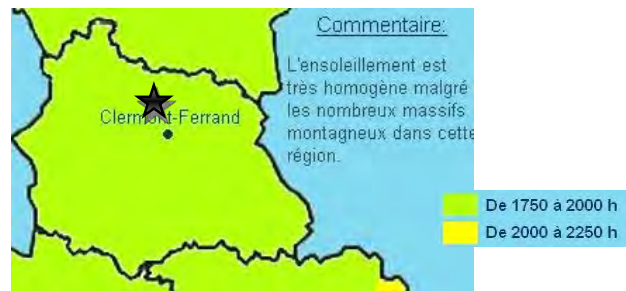 Commentaire:
L'ensoleillement est
très homogène malgré
les nombreux massifs
montagneux dans cette
région.
Clermont-Ferrand
De 1750 à 2000 h
De 2000 à 2250 h